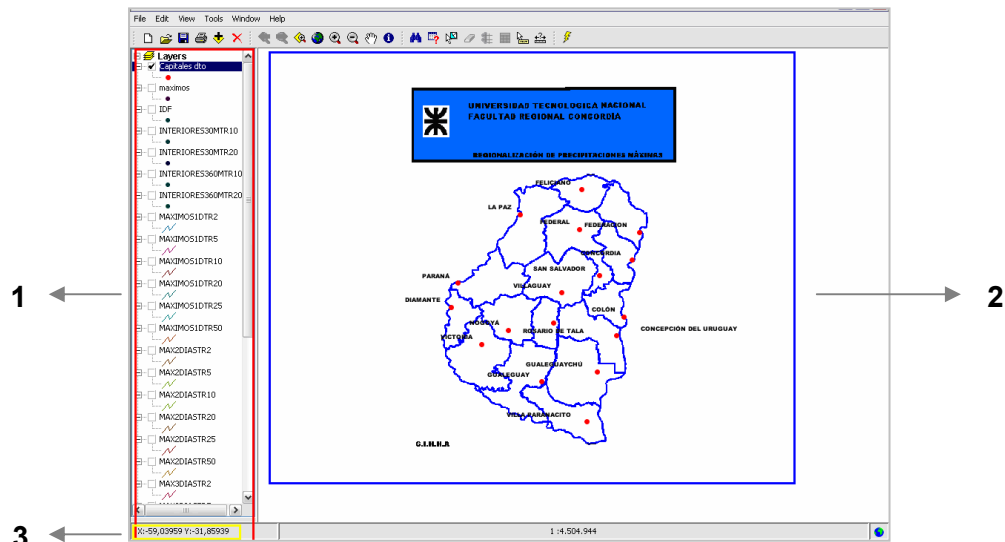 File Edit View Tools Window Help
Layers
Capitales dto
maximos
IDF
INTERIORES30MTR10
INTERIORES30MTR20
INTERIORES360MTR10
INTERIORES360MTR20
MAXIMOS1DTR2
MAXIMOS1DTR5
MAXIMOS1DTR10
MAXIMOS1DTR20
MAXIMOS1DTR25
MAXIMOS1DTR50
MAX2DIASTR2
MAX2DIASTR5
MAX2DIASTR10
MAX2DIASTR20
MAX2DIASTR25
MAX2DIASTR50
MAX3DIASTR2
UNIVERSIDAD TECNOLOGICA NACIONAL
FACULTAD REGIONAL CONCORDIA
REGIONALIZACIÓN DE PRECIPITACIONES MÁXIMAS
FELICIANO
LA PAZ
FEDERAL
FEDERACION
CONCORDIA
SAN SALVADOR
PARANÁ
VILLAGUAY
DIAMANTE
COLÓN
NOGOYÁ
ROSARIO DE TALA
CONCEPCIÓN DEL URUGUAY
VICTORIA
GUALEGUAYCHÚ
GUALEGUAY
VILLA PARANACITO
G.I.H.H.A
1
2
3
X:-59,03959 Y:-31,85939
1 :4.504.944